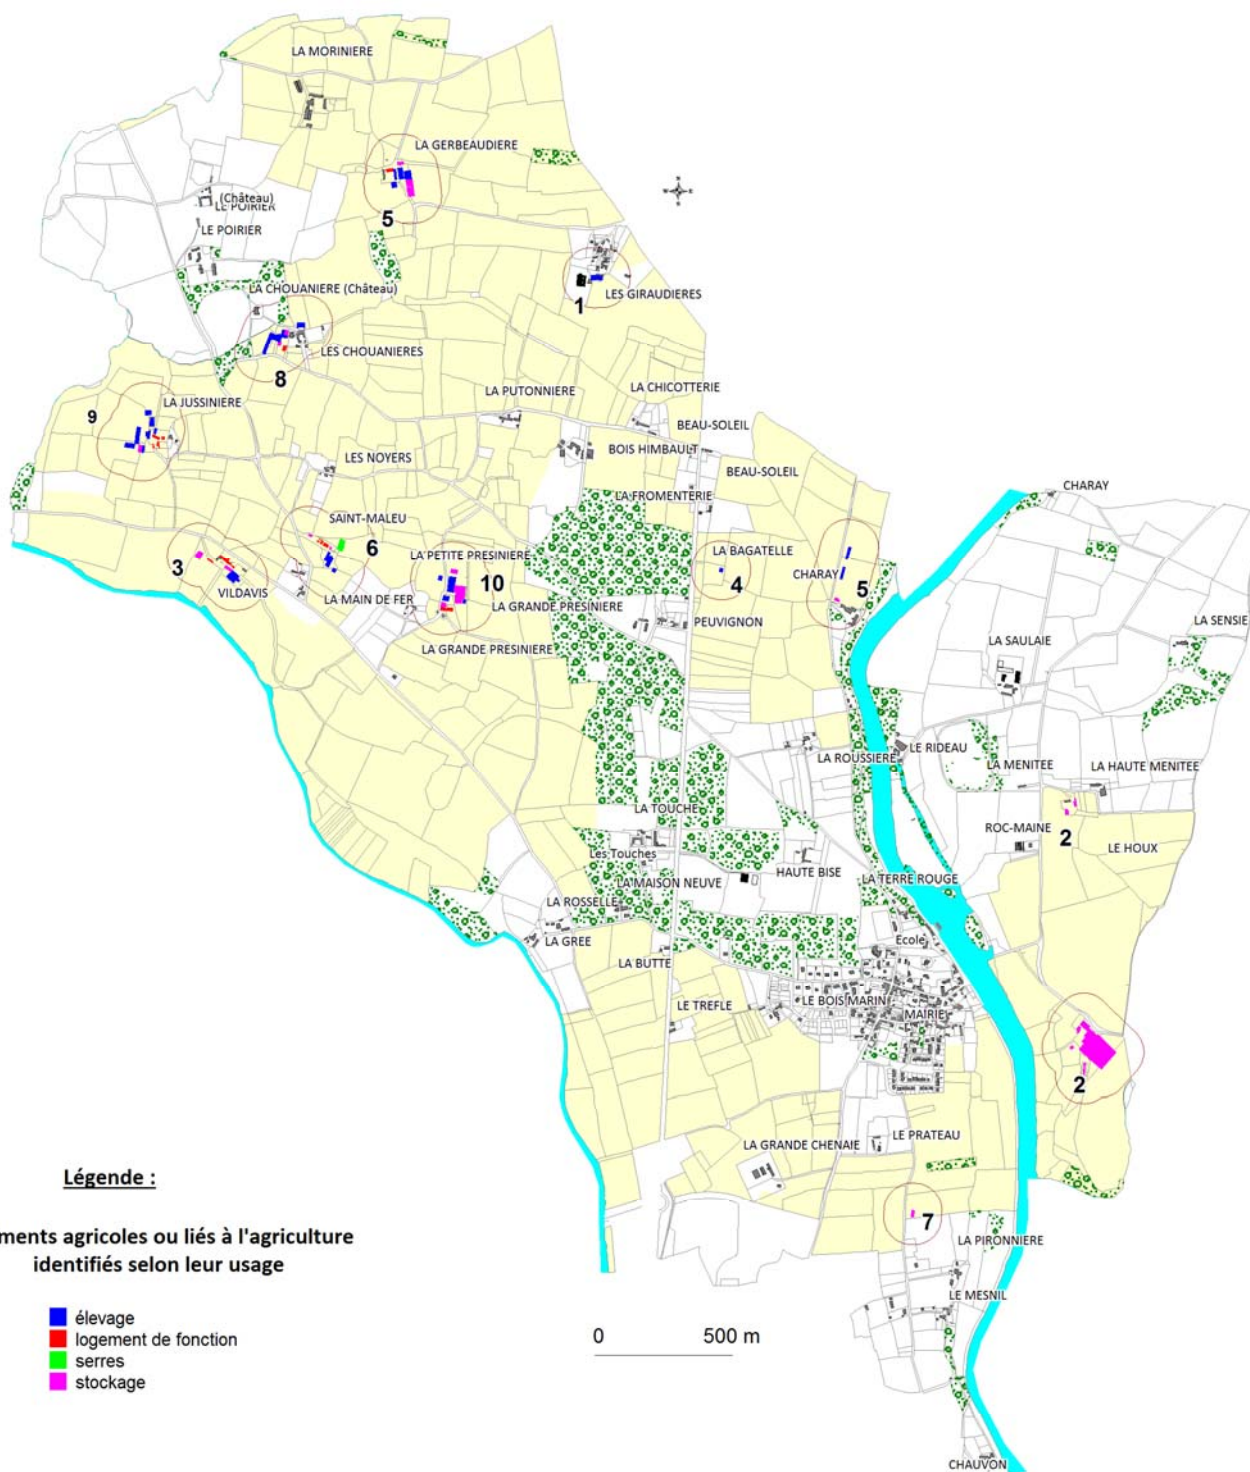 LA MORINIERE
LA GERBEAUDIERE
(Château)
LE POIRIER
5
LE POIRIER
LA CHOUANIERE (Château)
LES GIRAUDIERES
1
LES CHOUANIERES
8
LA PUTONNIERE
LA CHICOTTERIE
LA JUSSINIERE
9
BEAU-SOLEIL
BOIS HIMBAULT
LES NOYERS
BEAU-SOLEIL
CHARAY
LA FROMENTERIE
SAINT-MALEU
6
LA PETITE PRESINIERE
LA BAGATELLE
3
CHARAY
10
4
5
VILDAVIS
LA MAIN DE FER
LA GRANDE PRESINIERE
PEUVIGNON
LA SENSIE
LA SAULAIE
LA GRANDE PRESINIERE
LE RIDEAU
LA ROUSSIERE
LA MENITEE
LA HAUTE MENITEE
LA TOUCHE
ROC-MAINE
2
LE HOUX
Les Touches
HAUTE BISE
LA TERRE ROUGE
LA MAISON NEUVE
LA ROSSELLE
LA GREE
Ecole
LA BUTTE
LE TREFLE
LE BOIS MARIN
MAIRIE
2
LE PRATEAU
LA GRANDE CHENAIE
7
LA PIRONNIERE
LE MESNIL
CHAUVON
Légende :
ments agricoles ou liés à l'agriculture
identifiés selon leur usage
élevage
logement de fonction
serres
stockage
0 500 m